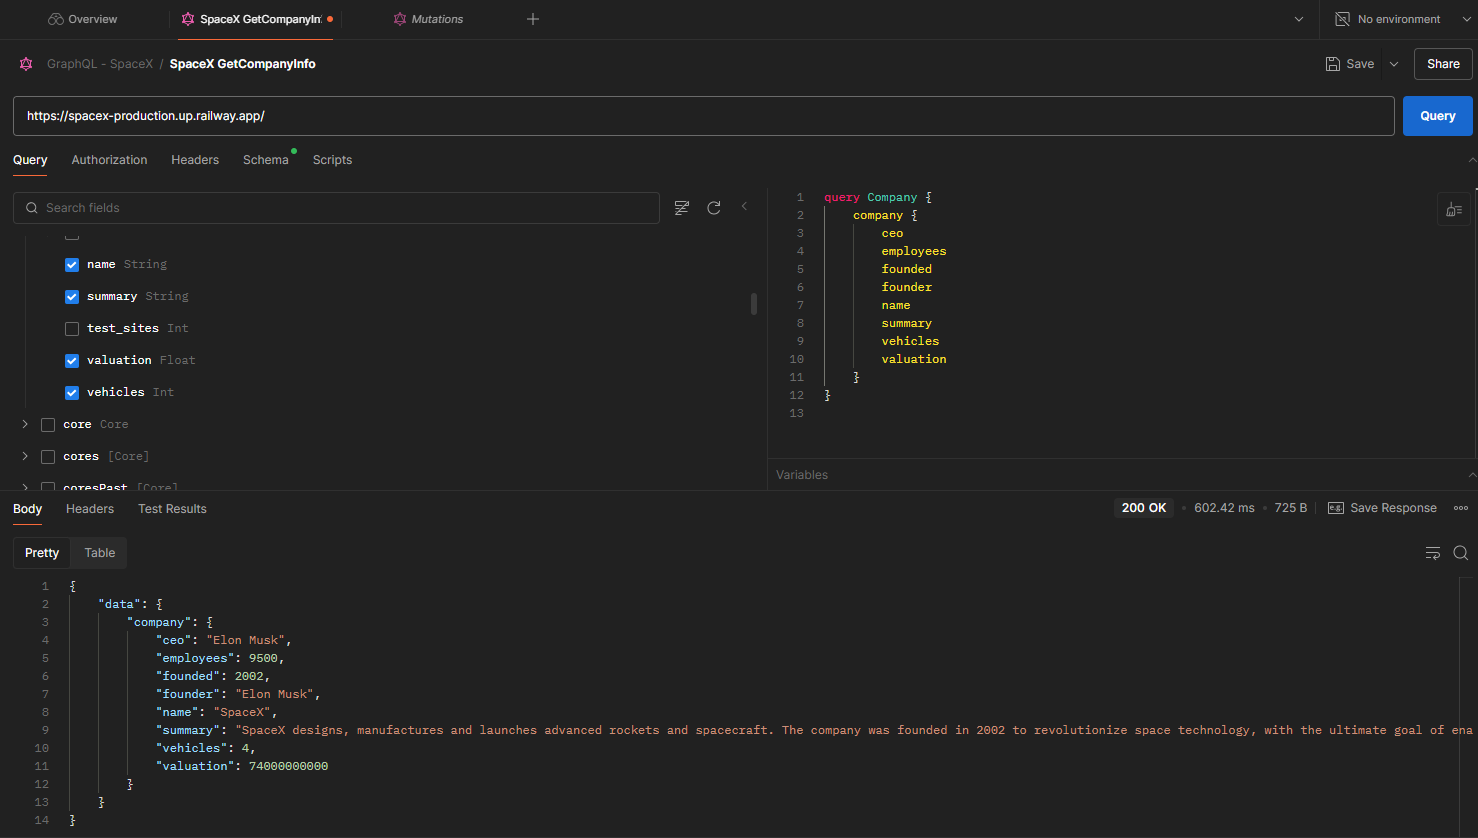 Overview
SpaceX GetCompanyIn
Mutations
No environment
GraphQL - SpaceX / SpaceX GetCompanyInfo
Save
Share
https://spacex-production.up.railway.app/
Query
Query Authorization Headers Schema Scripts
Search fields
name String
summary String
test_sites Int
valuation Float
vehicles Int
core Core
cores [Core]
coresPast [Core]
1 query Company {
2 company {
3 ceo
4 employees
5 founded
6 founder
7 name
8 summary
9 vehicles
10 valuation
11 }
12 }
13
Variables
Body Headers Test Results
200 OK • 602.42 ms • 725 B
e.g. Save Response
Pretty Table
1 {
2 "data": {
3 "company": {
4 "ceo": "Elon Musk",
5 "employees": 9500,
6 "founded": 2002,
7 "founder": "Elon Musk",
8 "name": "SpaceX",
9 "summary": "SpaceX designs, manufactures and launches advanced rockets and spacecraft. The company was founded in 2002 to revolutionize space technology, with the ultimate goal of ena
10 "vehicles": 4,
11 "valuation": 74000000000
12 }
13 }
14 }